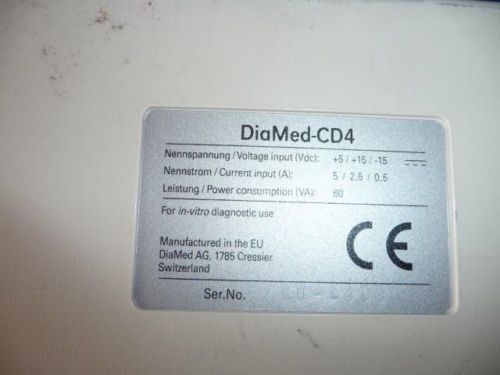 DiaMed-CD4
Nennspannung / Voltage input (Vdc): +5 / +15 / -15
Nennstrom / Current input (A): 5 / 2,5 / 0,5
Leistung / Power consumption (VA): 60
For in-vitro diagnostic use
Manufactured in the EU
DiaMed AG, 1785 Cressier
Switzerland
CE
Ser.No.